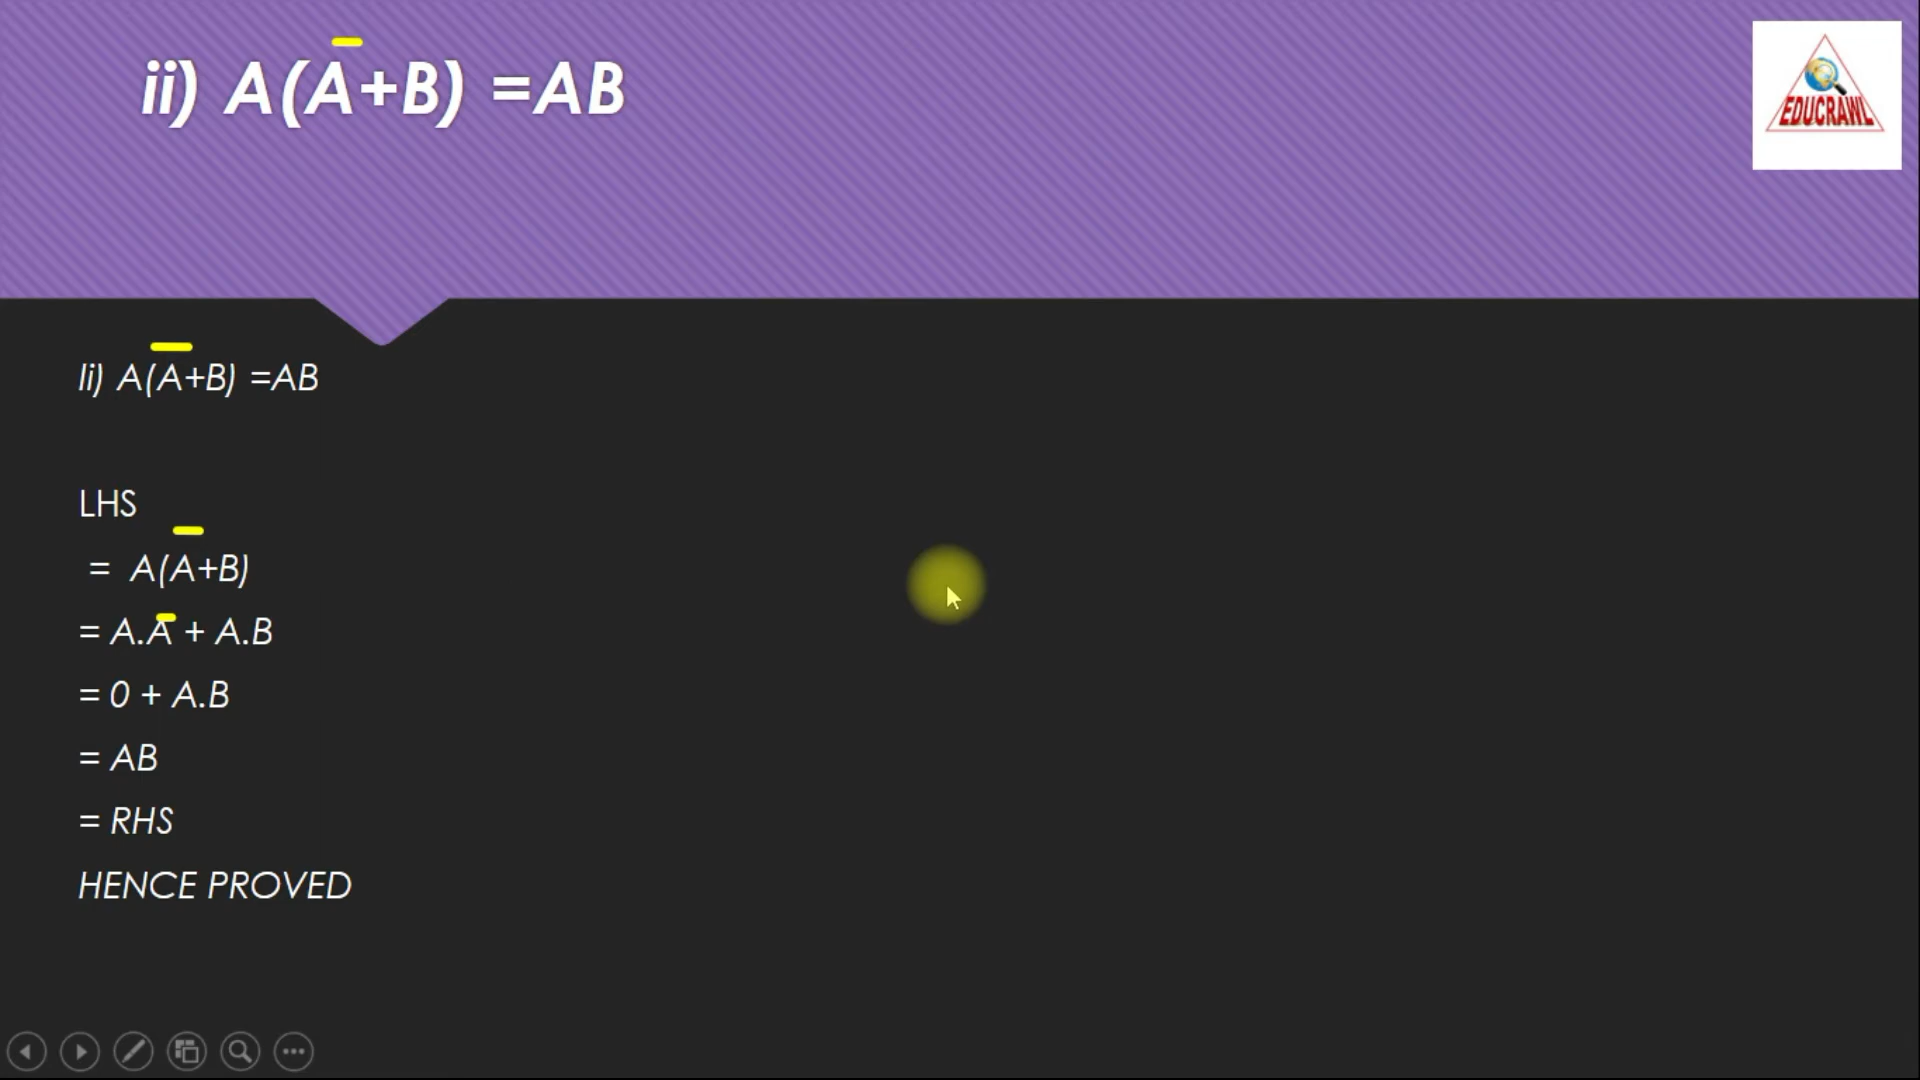 ii) A(A̅+B) =AB
EDUCRAWL
Ii) A(A̅+B) =AB
LHS
= A(A̅+B)
= A.A̅ + A.B
= 0 + A.B
= AB
= RHS
HENCE PROVED